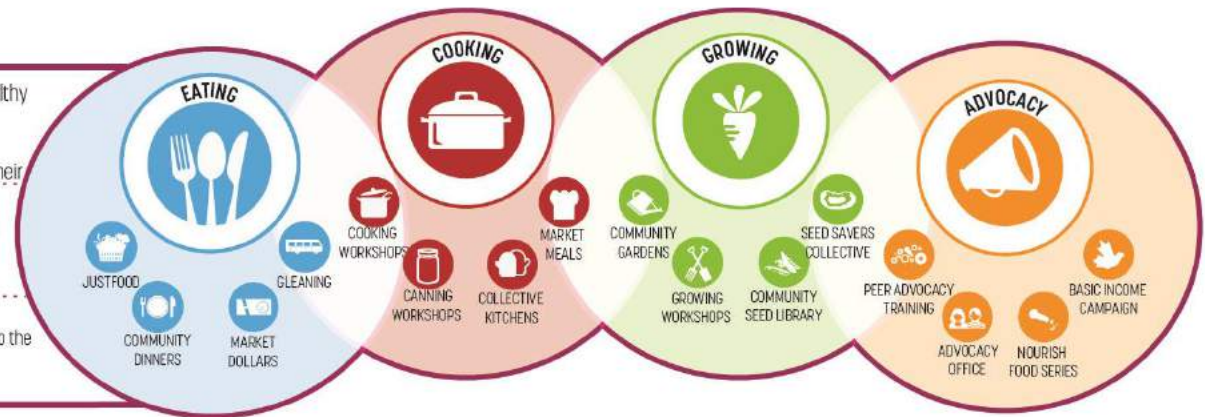 lthy
heir
o the
EATING
JUSTFOOD
COMMUNITY
DINNERS
MARKET
DOLLARS
GLEANING
COOKING
COOKING
WORKSHOPS
CANNING
WORKSHOPS
COLLECTIVE
KITCHENS
MARKET
MEALS
GROWING
COMMUNITY
GARDENS
GROWING
WORKSHOPS
COMMUNITY
SEED LIBRARY
SEED SAVERS
COLLECTIVE
ADVOCACY
PEER ADVOCACY
TRAINING
ADVOCACY
OFFICE
NOURISH
FOOD SERIES
BASIC INCOME
CAMPAIGN